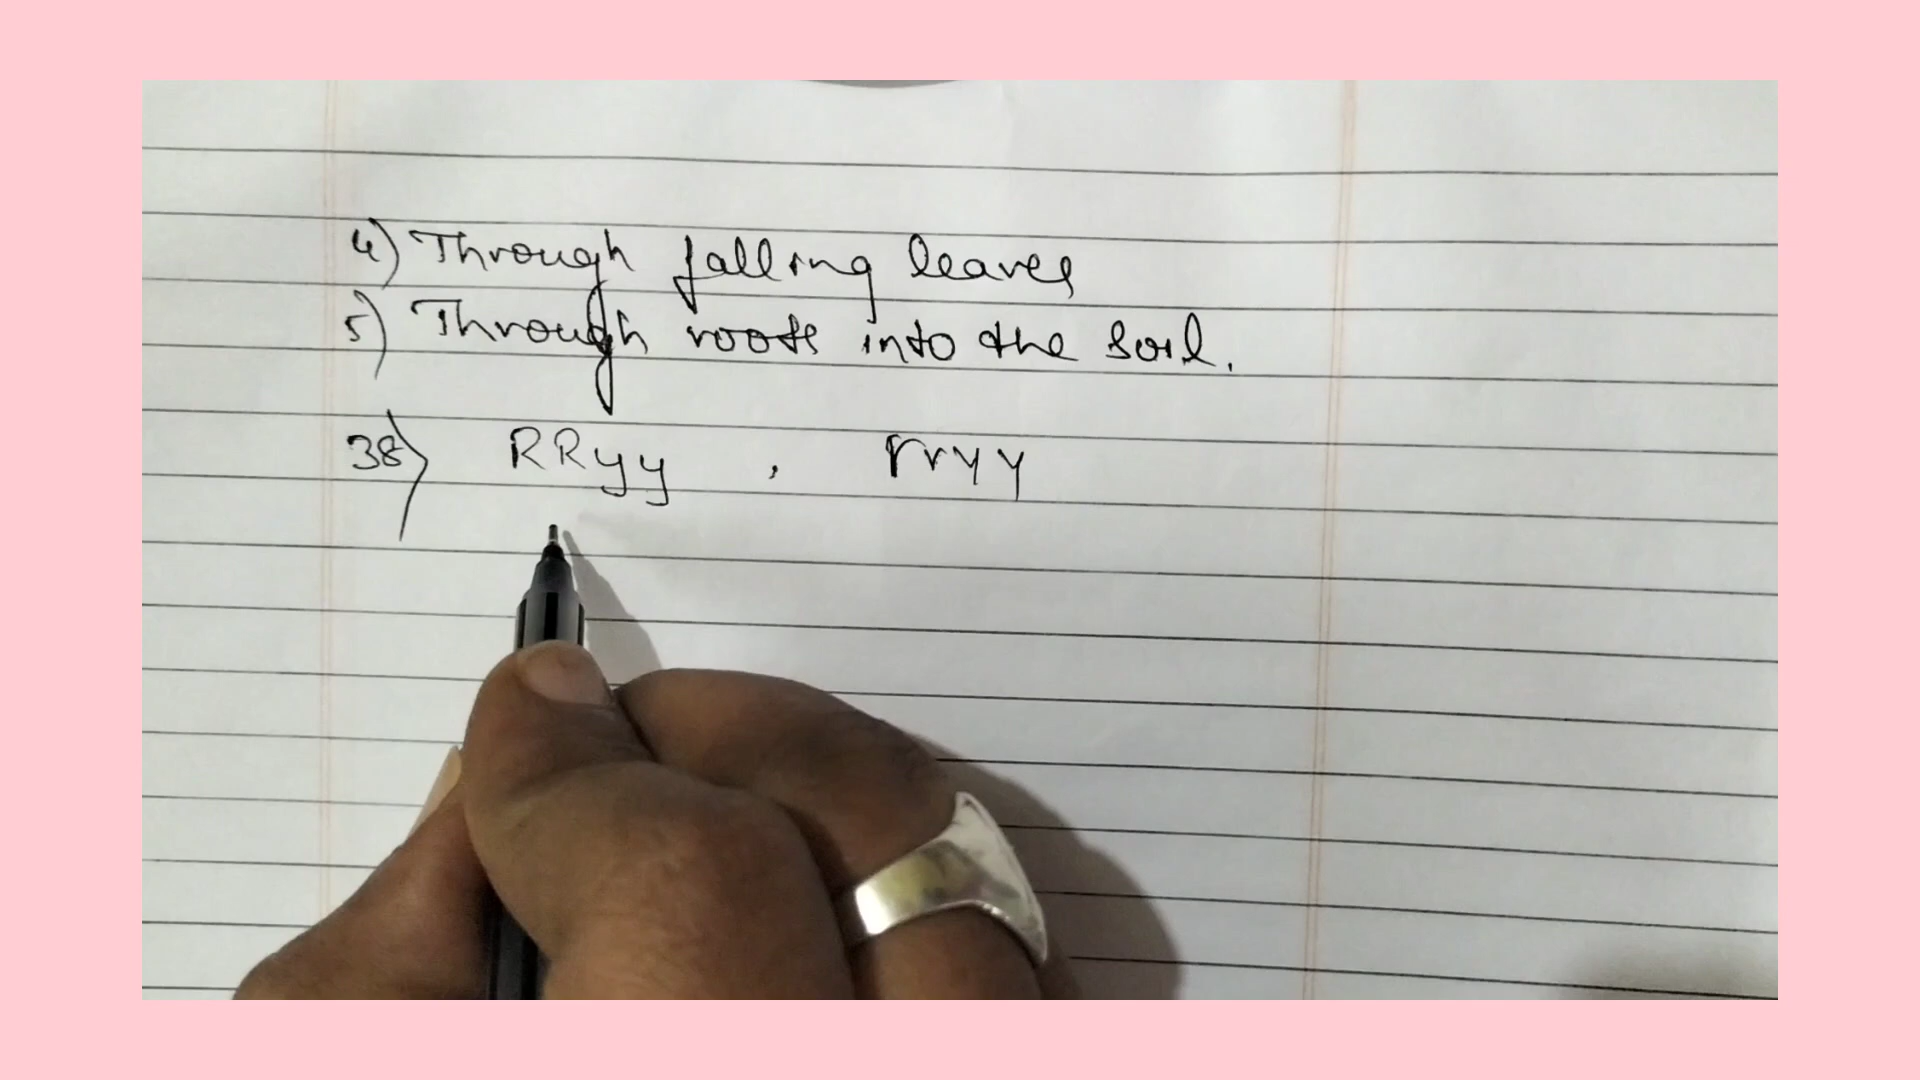 4) Through falling leaves
5) Through roots into the soil.
38) RRyy , rryy